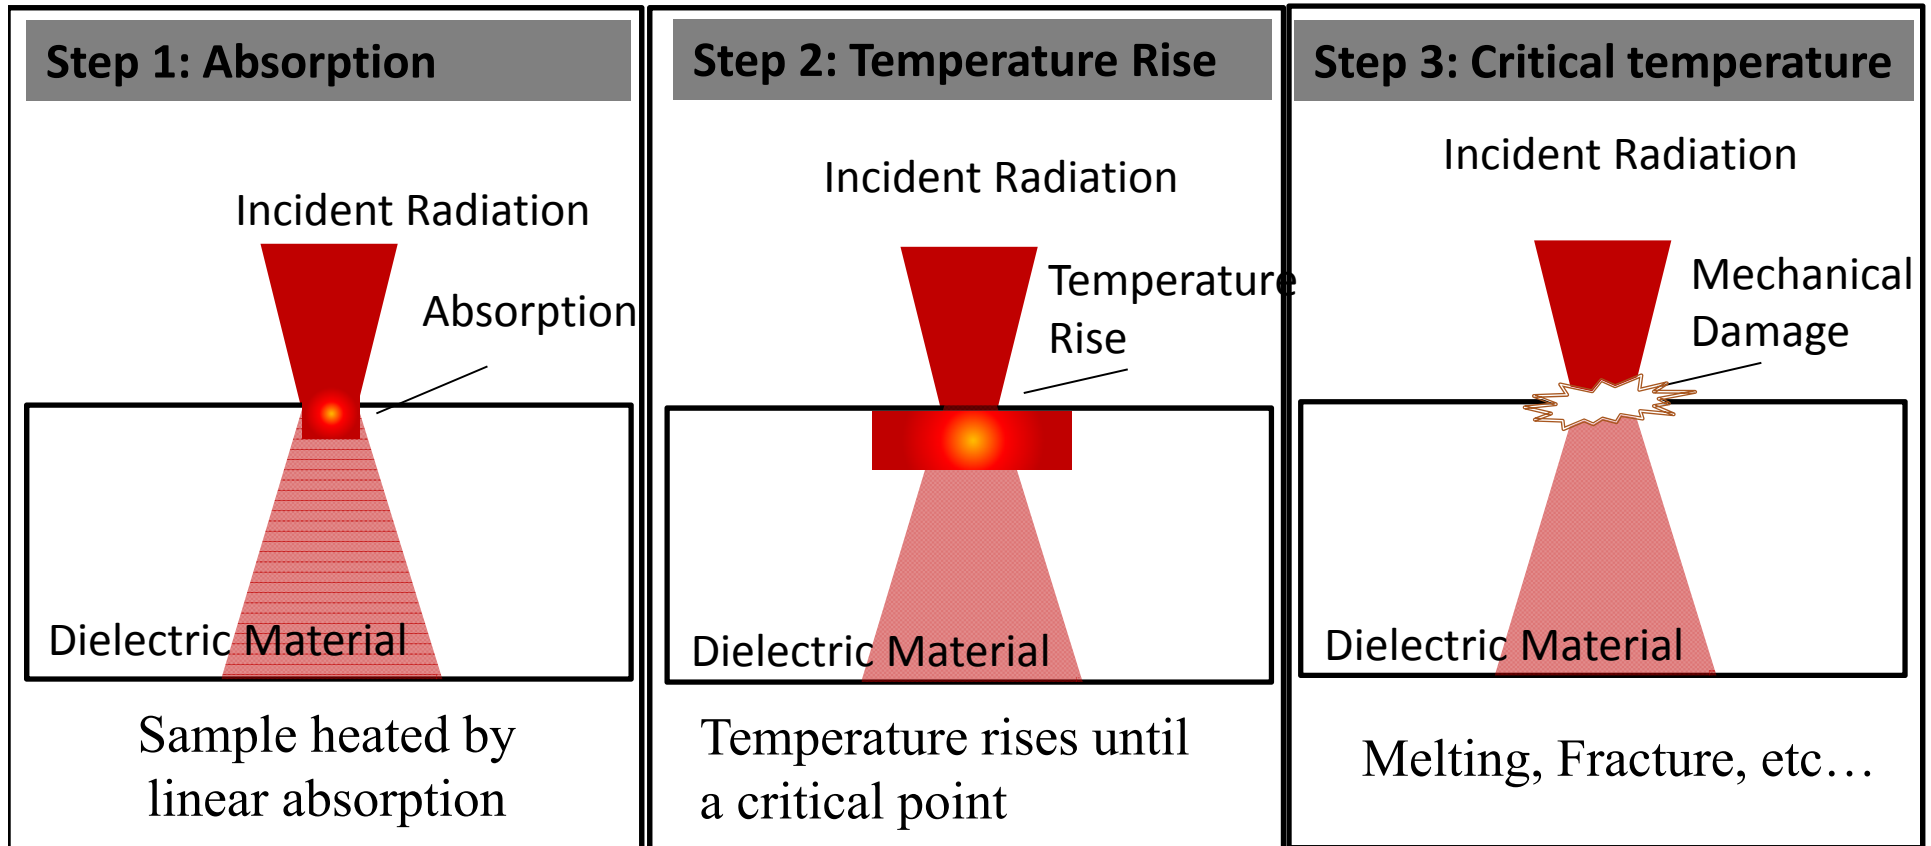 Step 1: Absorption
Incident Radiation
Absorption
Dielectric Material
Sample heated by
linear absorption
Step 2: Temperature Rise
Incident Radiation
Temperature
Rise
Dielectric Material
Temperature rises until
a critical point
Step 3: Critical temperature
Incident Radiation
Mechanical
Damage
Dielectric Material
Melting, Fracture, etc…